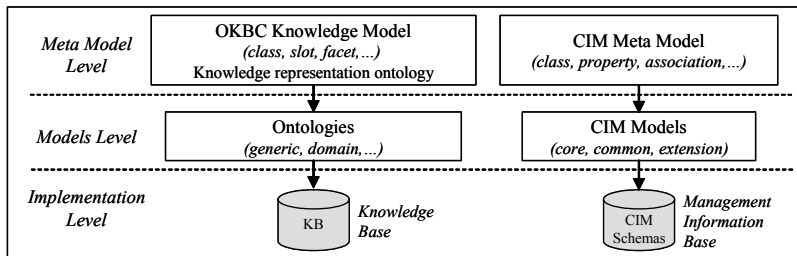 Meta Model
Level
OKBC Knowledge Model
(class, slot, facet,...)
Knowledge representation ontology
CIM Meta Model
(class, property, association,...)
Models Level
Ontologies
(generic, domain,...)
CIM Models
(core, common, extension)
Implementation
Level
KB
Knowledge
Base
CIM
Schemas
Management
Information
Base